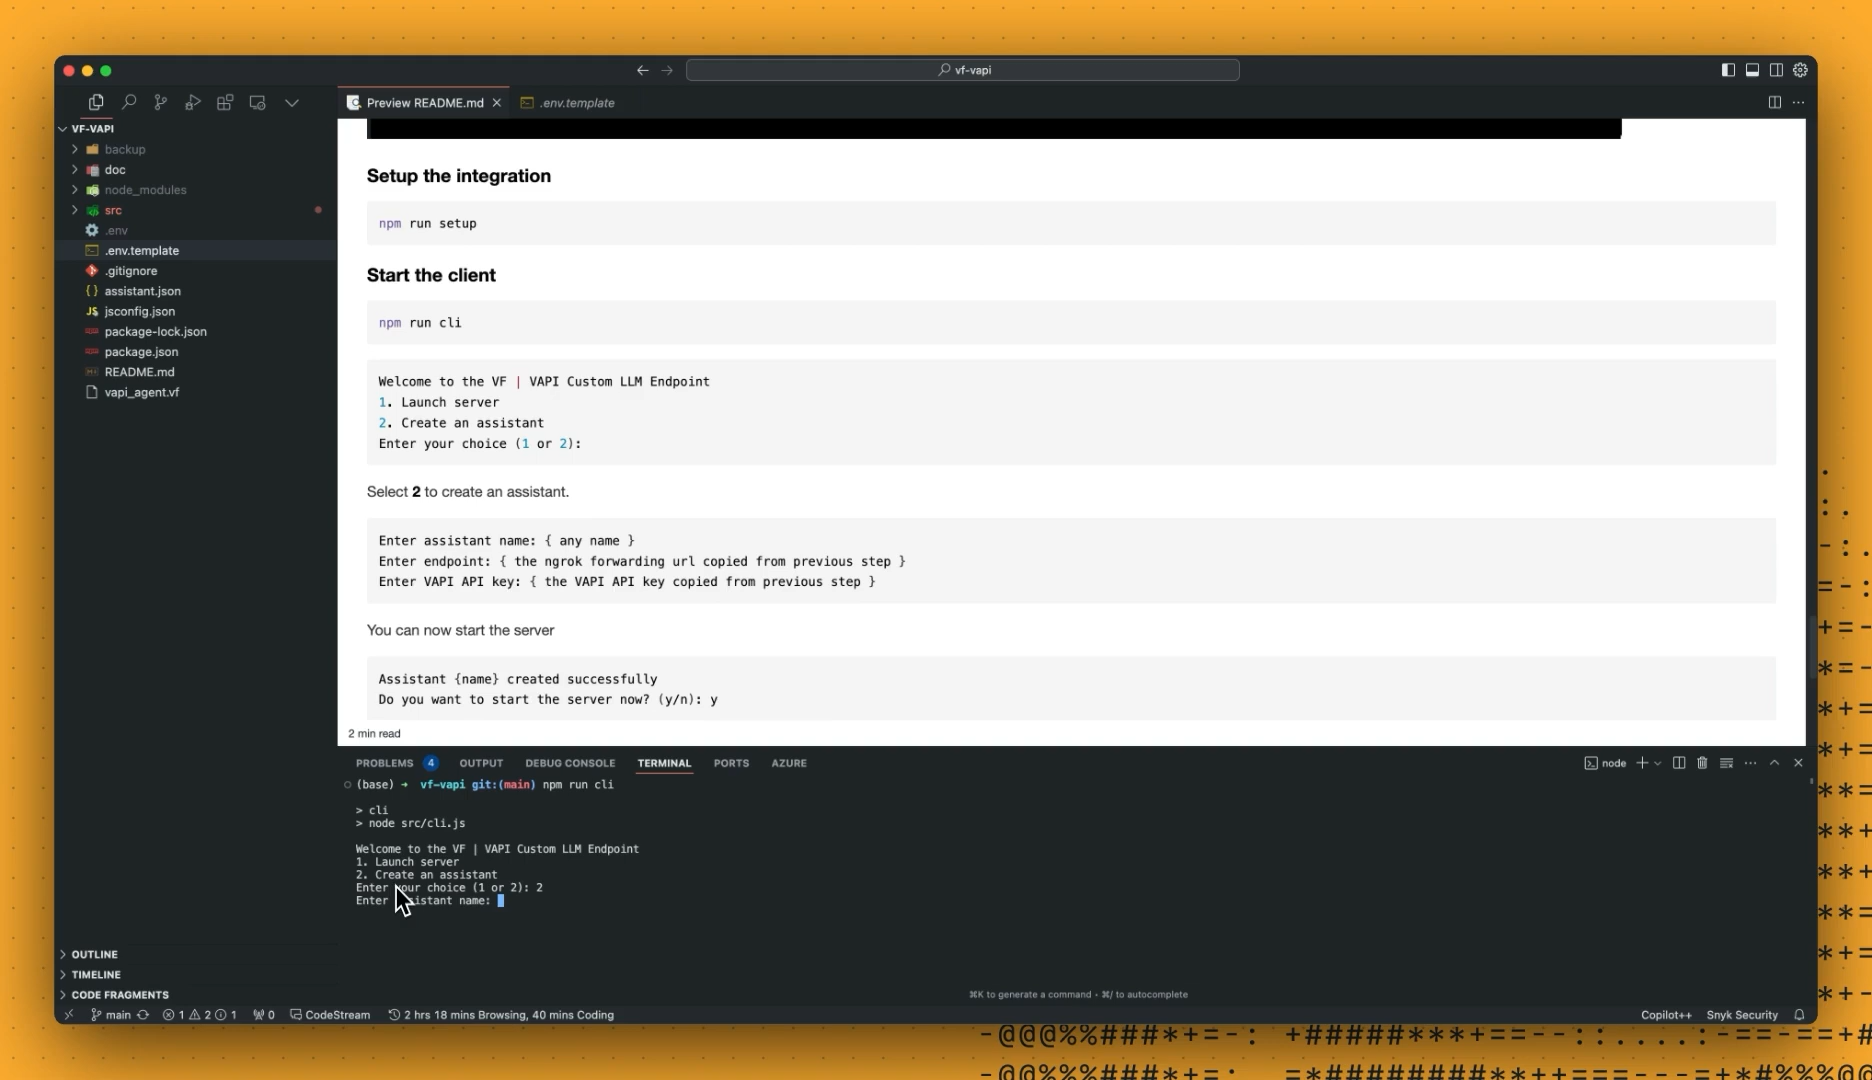 vf-vapi
Preview README.md
.env.template
VF-VAPI
backup
doc
node_modules
src
.env
.env.template
.gitignore
assistant.json
jsconfig.json
package-lock.json
package.json
README.md
vapi_agent.vf
Setup the integration
npm run setup
Start the client
npm run cli
Welcome to the VF | VAPI Custom LLM Endpoint
1. Launch server
2. Create an assistant
Enter your choice (1 or 2):
Select 2 to create an assistant.
Enter assistant name: { any name }
Enter endpoint: { the ngrok forwarding url copied from previous step }
Enter VAPI API key: { the VAPI API key copied from previous step }
You can now start the server
Assistant {name} created successfully
Do you want to start the server now? (y/n): y
2 min read
PROBLEMS 4 OUTPUT DEBUG CONSOLE TERMINAL PORTS AZURE
node
(base) → vf-vapi git:(main) npm run cli
> cli
> node src/cli.js
Welcome to the VF | VAPI Custom LLM Endpoint
1. Launch server
2. Create an assistant
Enter your choice (1 or 2): 2
Enter istant name:
⌘K to generate a command • ⌘/ to autocomplete
OUTLINE
TIMELINE
CODE FRAGMENTS
main 1 2 1 0 CodeStream 2 hrs 18 mins Browsing, 40 mins Coding
Copilot++ Snyk Security